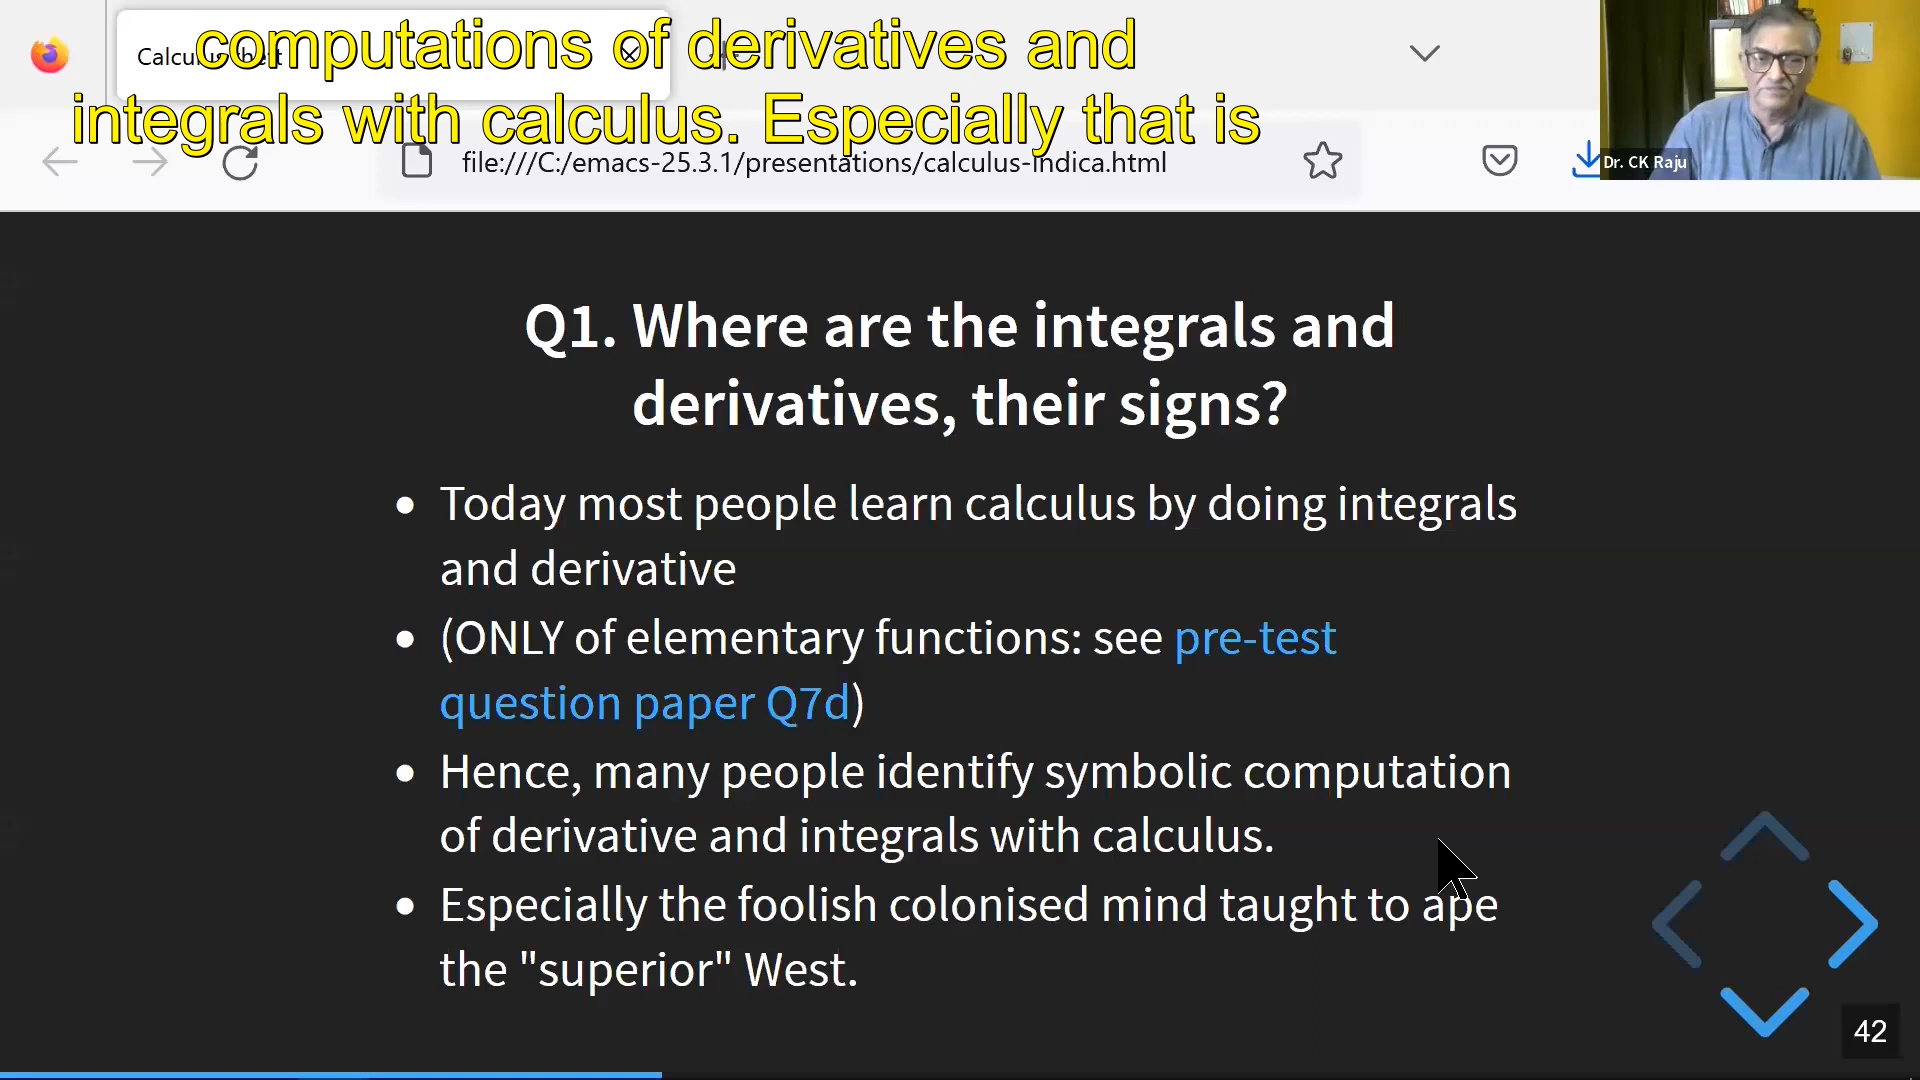 computations of derivatives and
integrals with calculus. Especially that is
file:///C:/emacs-25.3.1/presentations/calculus-indica.html
Dr. CK Raju
Q1. Where are the integrals and
derivatives, their signs?
• Today most people learn calculus by doing integrals
and derivative
• (ONLY of elementary functions: see pre-test
question paper Q7d)
• Hence, many people identify symbolic computation
of derivative and integrals with calculus.
• Especially the foolish colonised mind taught to ape
the "superior" West.
42